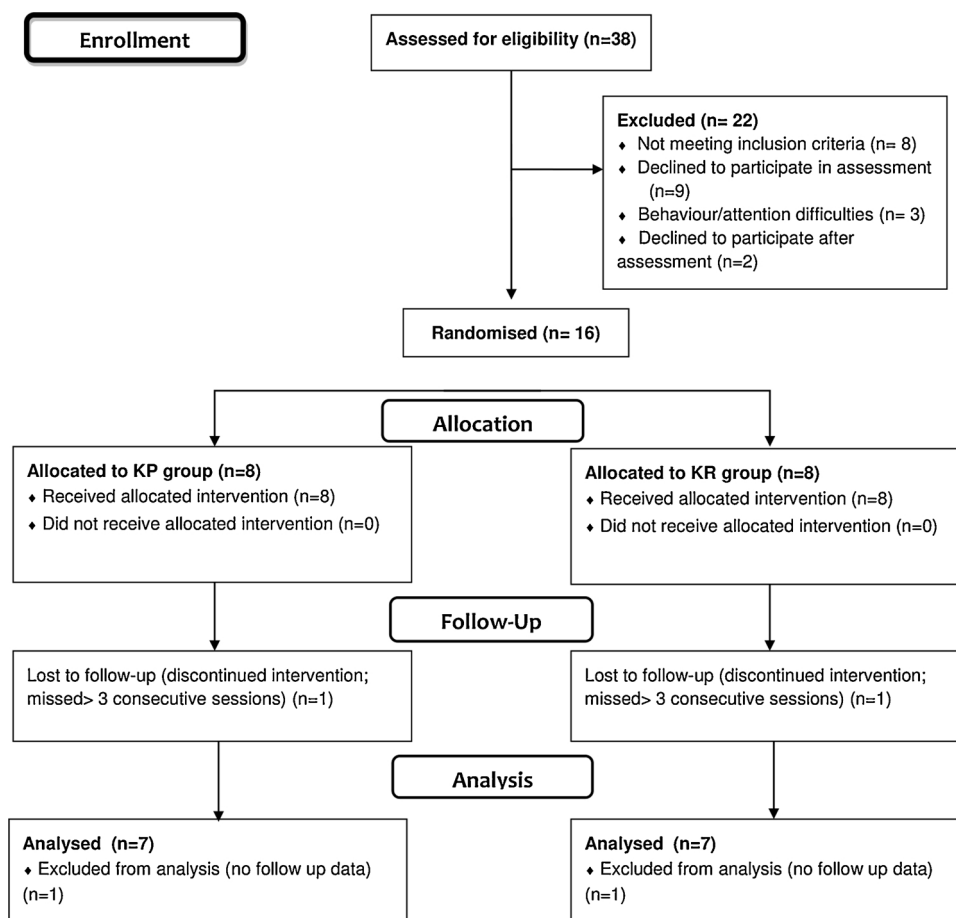 Enrollment
Assessed for eligibility (n=38)
Excluded (n= 22)
♦ Not meeting inclusion criteria (n= 8)
♦ Declined to participate in assessment
(n=9)
♦ Behaviour/attention difficulties (n= 3)
♦ Declined to participate after
assessment (n=2)
Randomised (n= 16)
Allocation
Allocated to KP group (n=8)
♦ Received allocated intervention (n=8)
♦ Did not receive allocated intervention (n=0)
Allocated to KR group (n=8)
♦ Received allocated intervention (n=8)
♦ Did not receive allocated intervention (n=0)
Follow-Up
Lost to follow-up (discontinued intervention;
missed> 3 consecutive sessions) (n=1)
Lost to follow-up (discontinued intervention;
missed> 3 consecutive sessions) (n=1)
Analysis
Analysed (n=7)
♦ Excluded from analysis (no follow up data)
(n=1)
Analysed (n=7)
♦ Excluded from analysis (no follow up data)
(n=1)